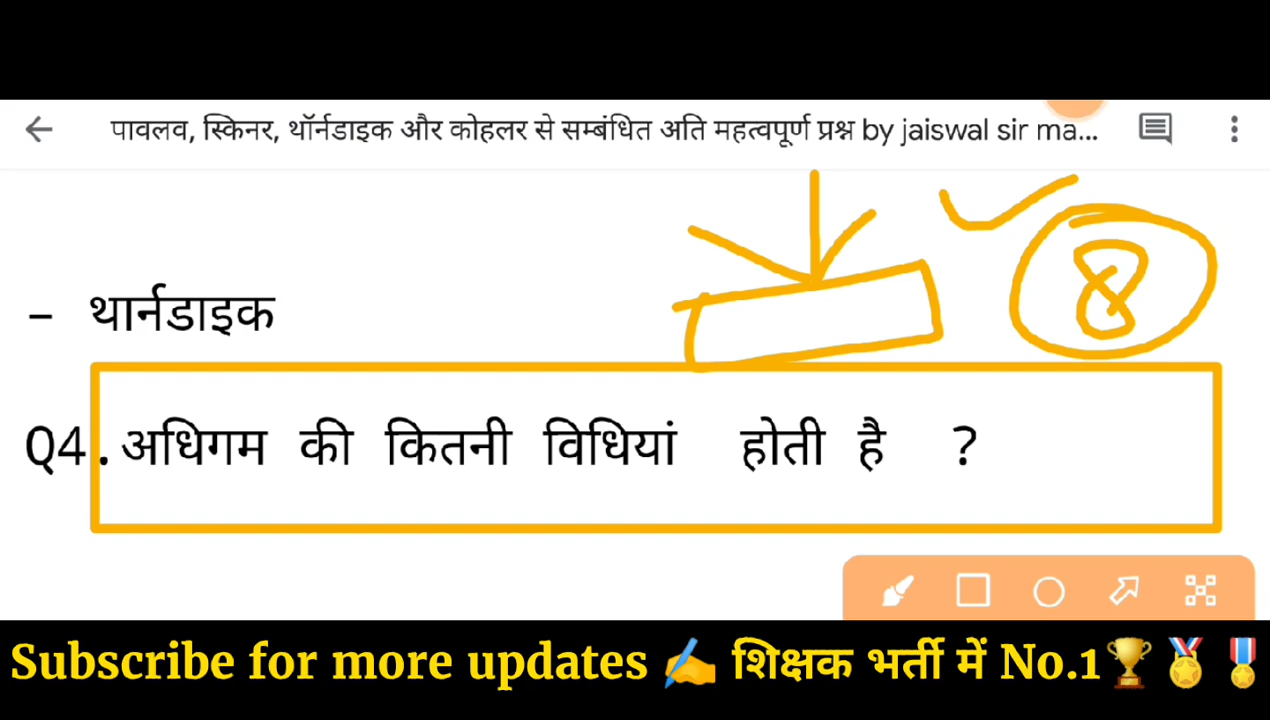 पावलव, स्किनर, थॉर्नडाइक और कोहलर से सम्बंधित अति महत्वपूर्ण प्रश्न by jaiswal sir ma...
8
– थार्नडाइक
Q4. अधिगम की कितनी विधियां होती है ?
Subscribe for more updates ✍️ शिक्षक भर्ती में No.1🏆🏅🎖️